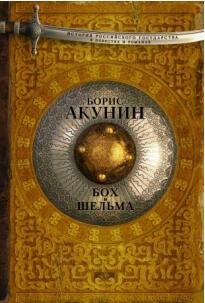 ИСТОРИЯ РОССИЙСКОГО ГОСУДАРСТВА
В ПОВЕСТЯХ И РОМАНАХ
БОРИС
АКУНИН
БОХ
И
ШЕЛЬМА